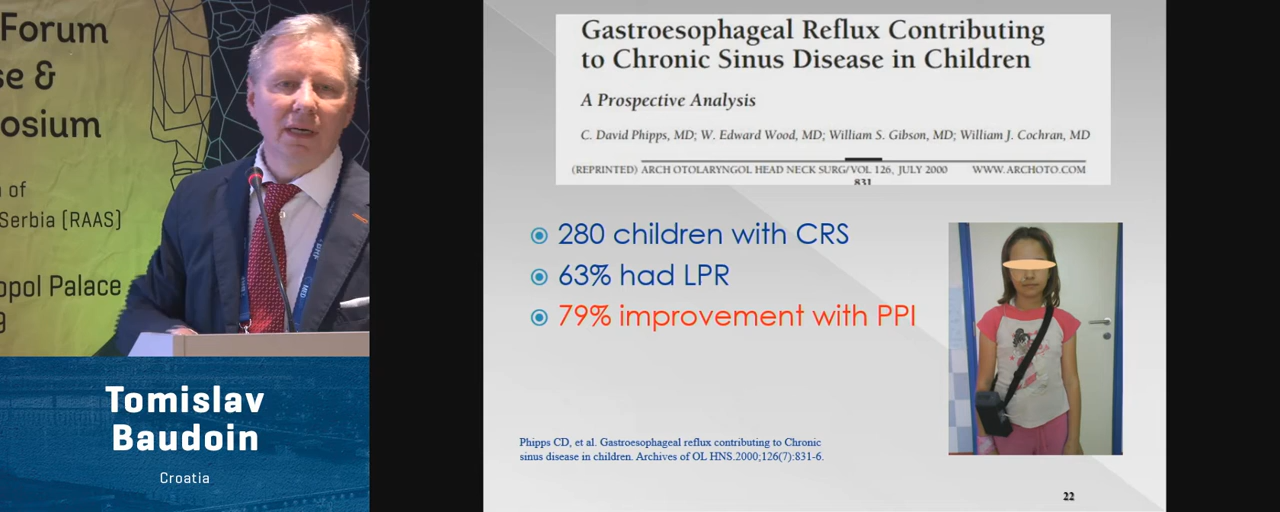 Forum
se &
posium
n of
Serbia (RAAS)
opol Palace
9
Tomislav
Baudoin
Croatia
Gastroesophageal Reflux Contributing
to Chronic Sinus Disease in Children
A Prospective Analysis
C. David Phipps, MD; W. Edward Wood, MD; William S. Gibson, MD; William J. Cochran, MD
(REPRINTED) ARCH OTOLARYNGOL HEAD NECK SURG/VOL 126, JULY 2000 WWW.ARCHOTO.COM
831
280 children with CRS
63% had LPR
79% improvement with PPI
Phipps CD, et al. Gastroesophageal reflux contributing to Chronic
sinus disease in children. Archives of OL HNS.2000;126(7):831-6.
22